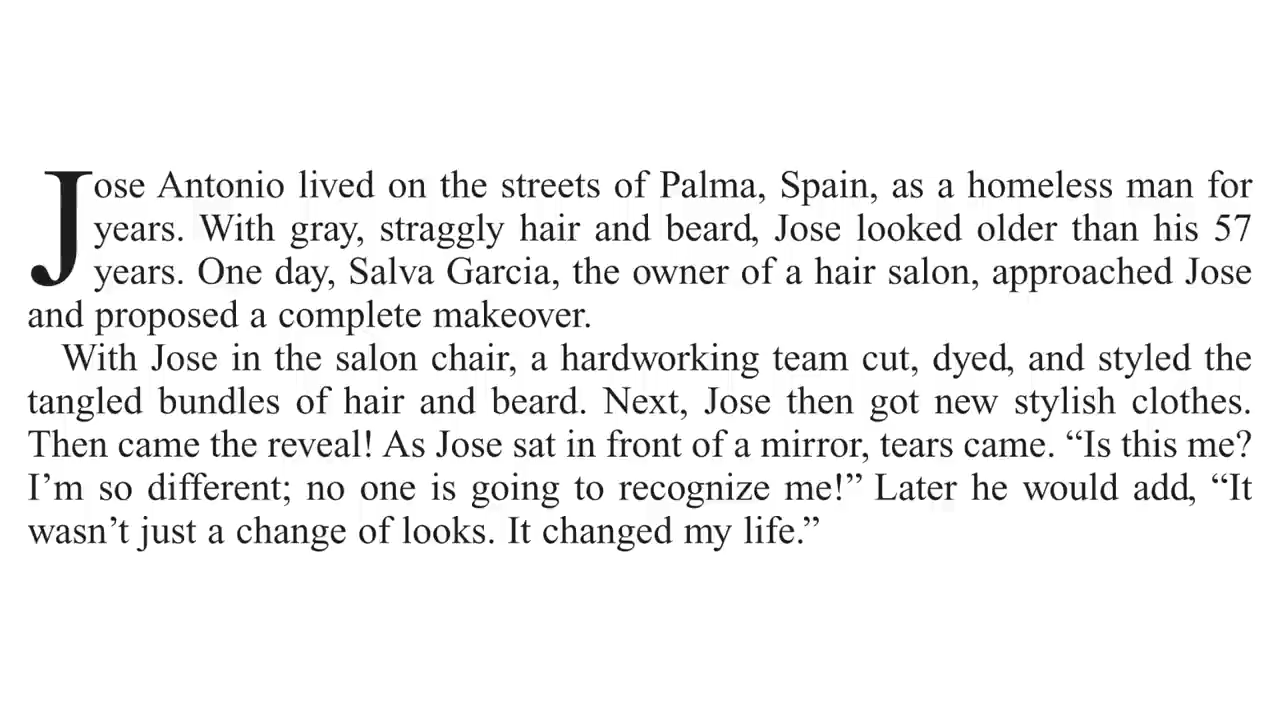 Jose Antonio lived on the streets of Palma, Spain, as a homeless man for
years. With gray, straggly hair and beard, Jose looked older than his 57
years. One day, Salva Garcia, the owner of a hair salon, approached Jose
and proposed a complete makeover.
With Jose in the salon chair, a hardworking team cut, dyed, and styled the
tangled bundles of hair and beard. Next, Jose then got new stylish clothes.
Then came the reveal! As Jose sat in front of a mirror, tears came. “Is this me?
I’m so different; no one is going to recognize me!” Later he would add, “It
wasn’t just a change of looks. It changed my life.”